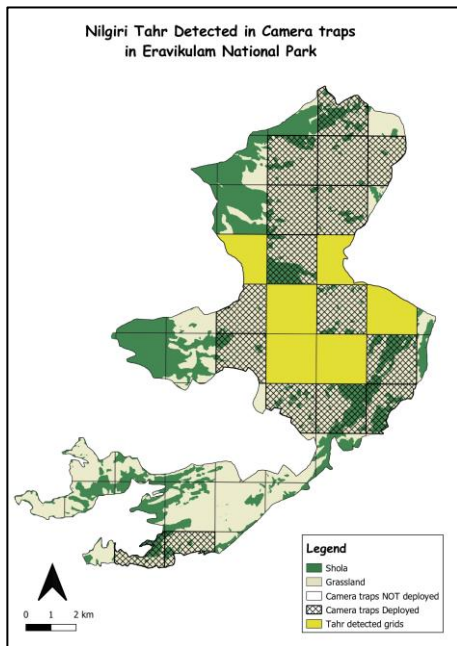 Nilgiri Tahr Detected in Camera traps
in Eravikulam National Park
Legend
Shola
Grassland
Camera traps NOT deployed
Camera traps Deployed
Tahr detected grids
0 1 2 km